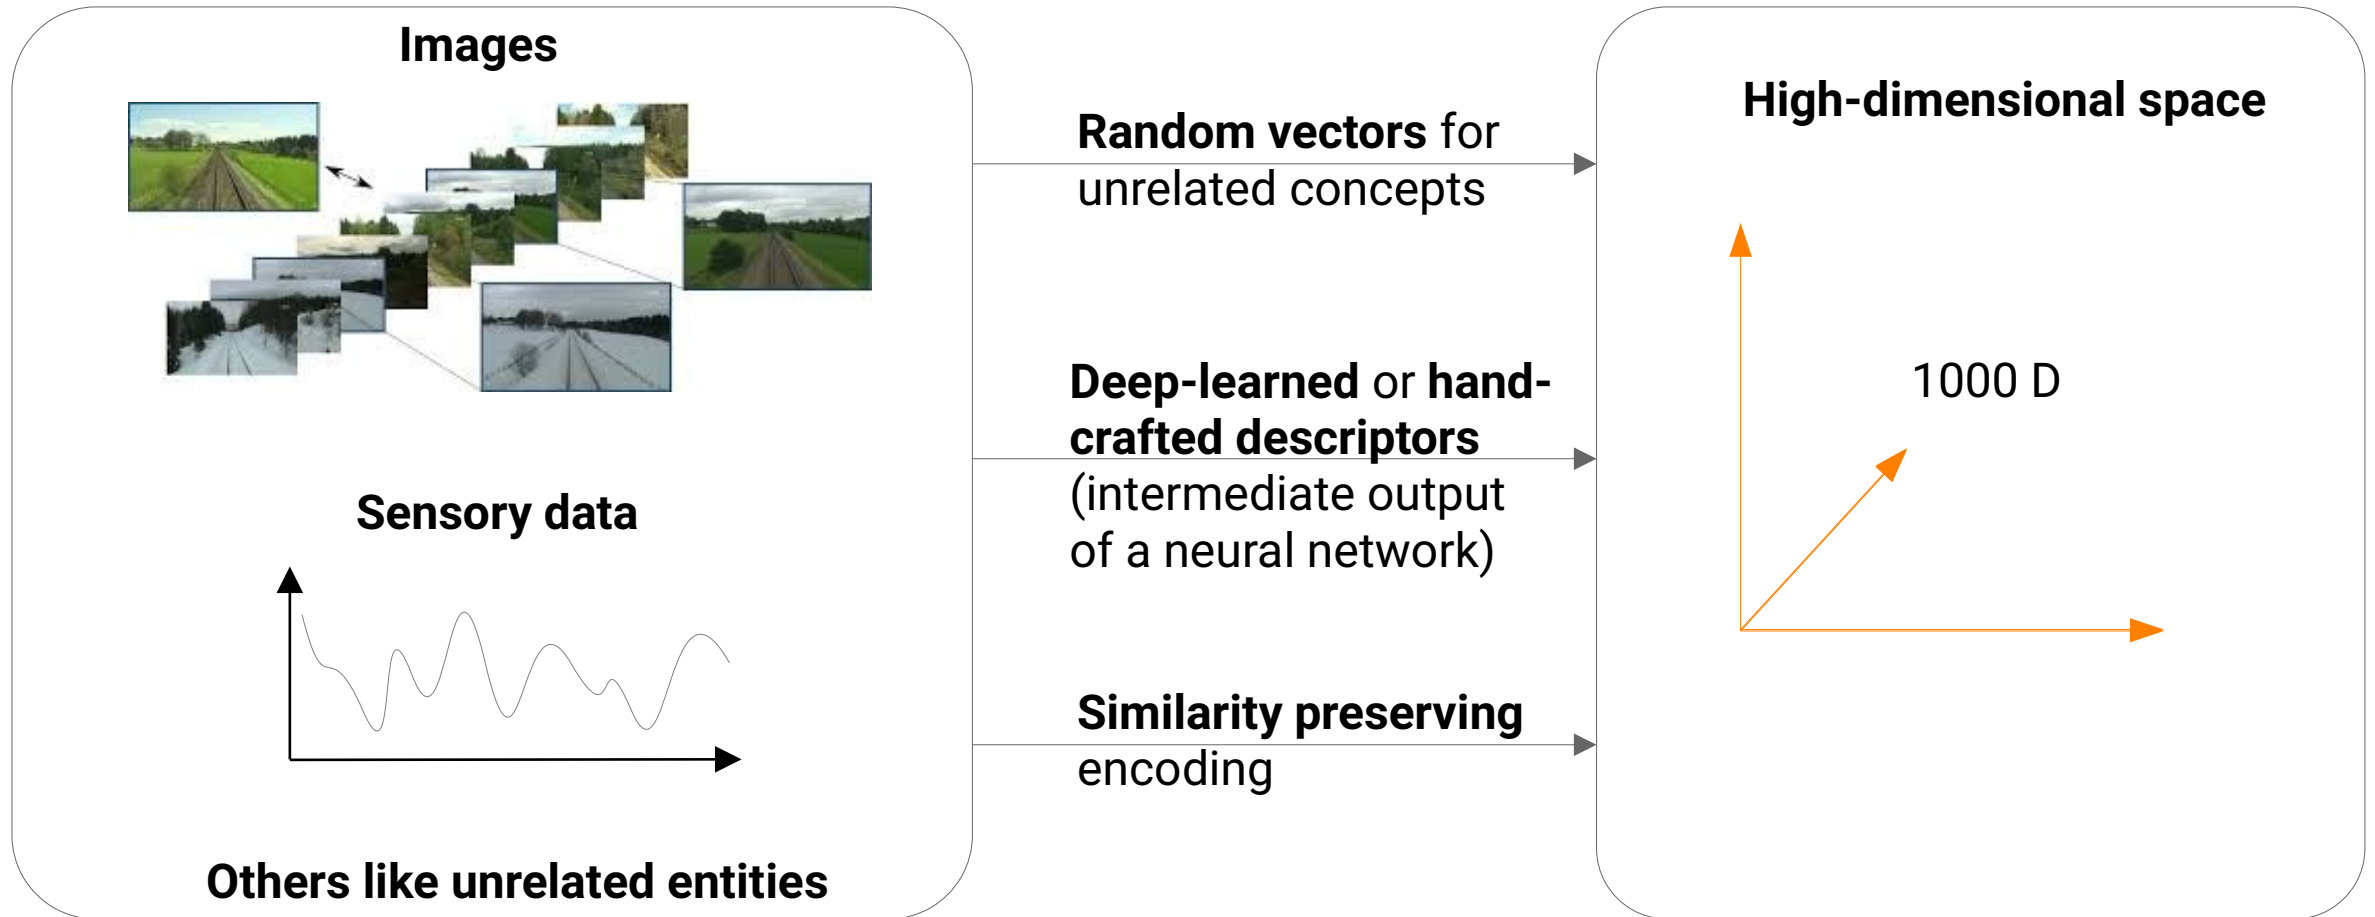 Images
Sensory data
Others like unrelated entities
Random vectors for
unrelated concepts
Deep-learned or hand-
crafted descriptors
(intermediate output
of a neural network)
Similarity preserving
encoding
High-dimensional space
1000 D